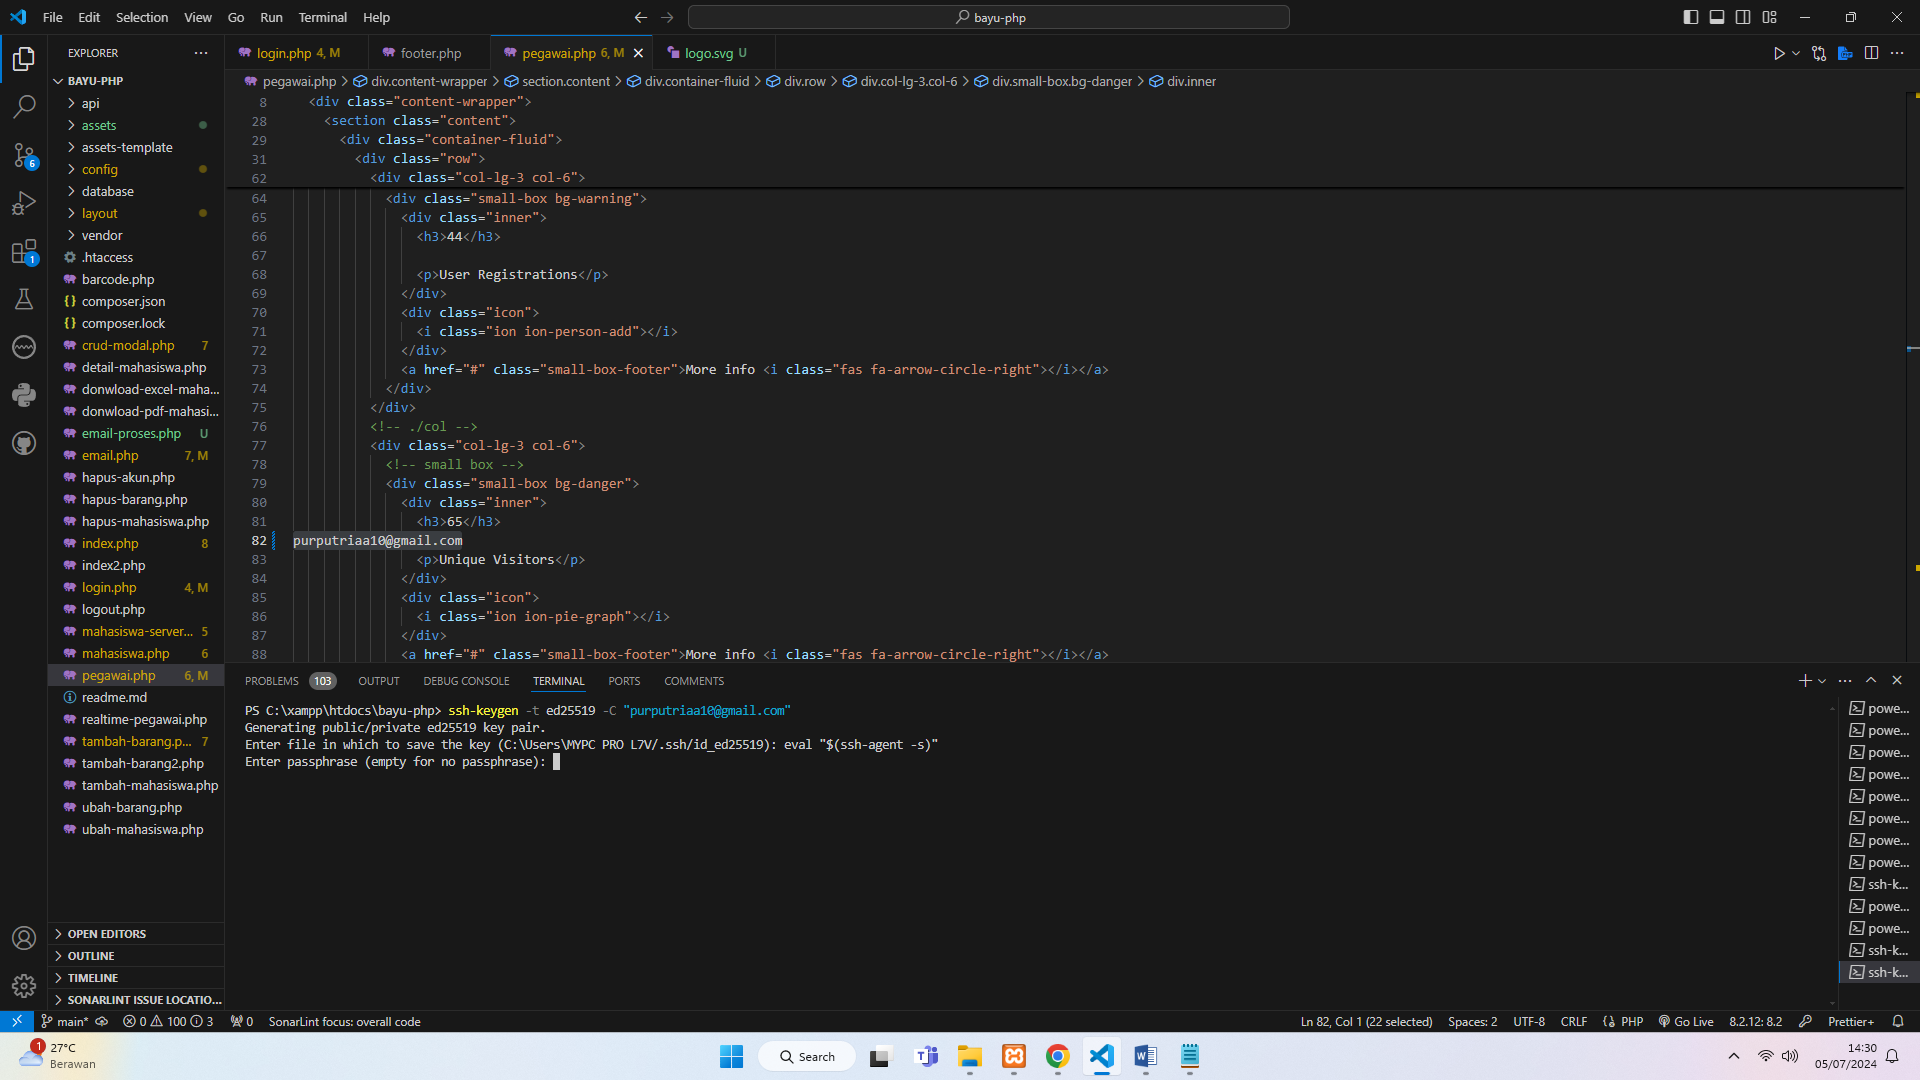 File Edit Selection View Go Run Terminal Help
bayu-php
EXPLORER
login.php 4, M
footer.php
pegawai.php 6, M
logo.svg U
BAYU-PHP
api
assets
assets-template
config
database
layout
vendor
.htaccess
barcode.php
composer.json
composer.lock
crud-modal.php 7
detail-mahasiswa.php
donwload-excel-maha...
donwload-pdf-mahasi...
email-proses.php U
email.php 7, M
hapus-akun.php
hapus-barang.php
hapus-mahasiswa.php
index.php 8
index2.php
login.php 4, M
logout.php
mahasiswa-server... 5
mahasiswa.php 6
pegawai.php 6, M
readme.md
realtime-pegawai.php
tambah-barang.p... 7
tambah-barang2.php
tambah-mahasiswa.php
ubah-barang.php
ubah-mahasiswa.php
OPEN EDITORS
OUTLINE
TIMELINE
SONARLINT ISSUE LOCATIO...
6
1
pegawai.php > div.content-wrapper > section.content > div.container-fluid > div.row > div.col-lg-3.col-6 > div.small-box.bg-danger > div.inner
8 <div class="content-wrapper">
28 <section class="content">
29 <div class="container-fluid">
31 <div class="row">
62 <div class="col-lg-3 col-6">
64 <div class="small-box bg-warning">
65 <div class="inner">
66 <h3>44</h3>
67
68 <p>User Registrations</p>
69 </div>
70 <div class="icon">
71 <i class="ion ion-person-add"></i>
72 </div>
73 <a href="#" class="small-box-footer">More info <i class="fas fa-arrow-circle-right"></i></a>
74 </div>
75 </div>
76 <!-- ./col -->
77 <div class="col-lg-3 col-6">
78 <!-- small box -->
79 <div class="small-box bg-danger">
80 <div class="inner">
81 <h3>65</h3>
82 purputriaa10@gmail.com
83 <p>Unique Visitors</p>
84 </div>
85 <div class="icon">
86 <i class="ion ion-pie-graph"></i>
87 </div>
88 <a href="#" class="small-box-footer">More info <i class="fas fa-arrow-circle-right"></i></a>
PROBLEMS 103 OUTPUT DEBUG CONSOLE TERMINAL PORTS COMMENTS
PS C:\xampp\htdocs\bayu-php> ssh-keygen -t ed25519 -C "purputriaa10@gmail.com"
Generating public/private ed25519 key pair.
Enter file in which to save the key (C:\Users\MYPC PRO L7V/.ssh/id_ed25519): eval "$(ssh-agent -s)"
Enter passphrase (empty for no passphrase):
powe...
powe...
powe...
powe...
powe...
powe...
powe...
powe...
ssh-k...
powe...
powe...
ssh-k...
ssh-k...
main* 0 100 3 0 SonarLint focus: overall code
Ln 82, Col 1 (22 selected) Spaces: 2 UTF-8 CRLF PHP Go Live 8.2.12: 8.2 Prettier+
1
27°C
Berawan
Search
14:30
05/07/2024